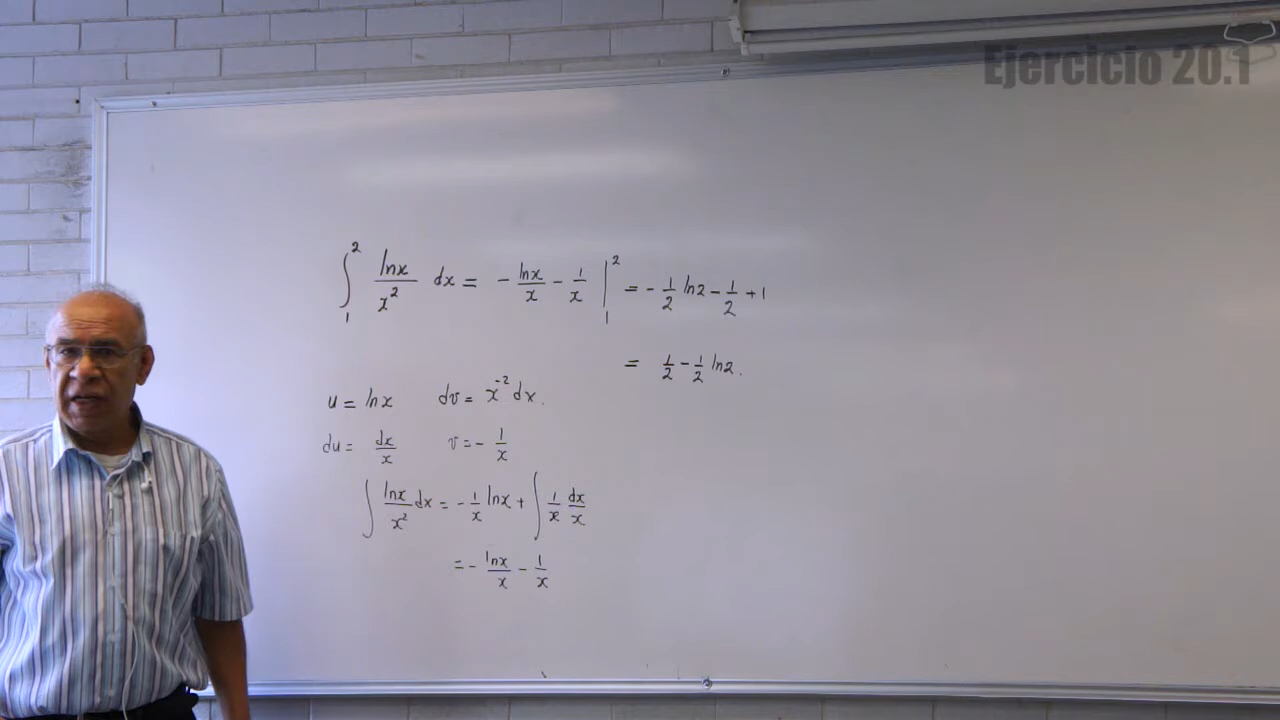 Ejercicio 20.1
∫₁² lnx/x² dx = - lnx/x - 1/x |₁² = - 1/2 ln2 - 1/2 + 1
= 1/2 - 1/2 ln2.
u = lnx dv = x⁻² dx.
du = dx/x v = - 1/x
∫ lnx/x² dx = - 1/x lnx + ∫ 1/x dx/x
= - lnx/x - 1/x